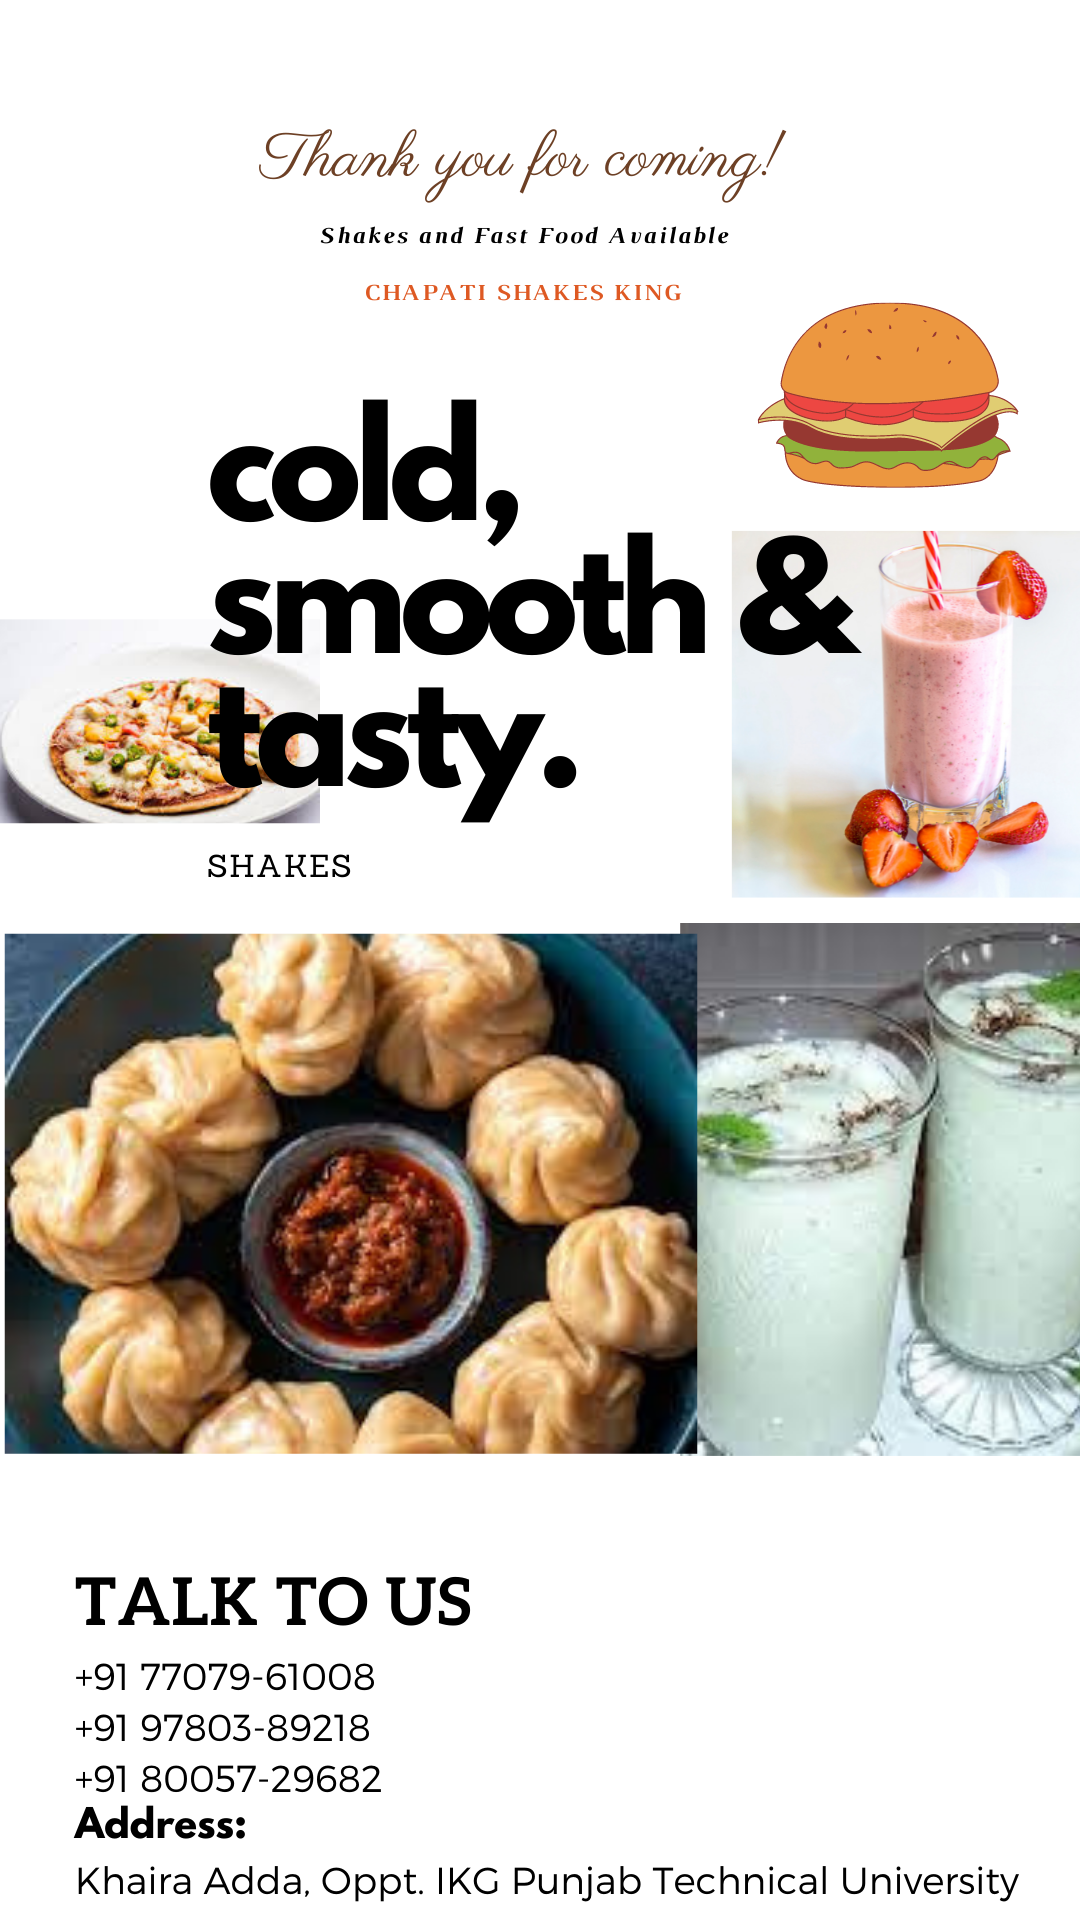 Thank you for coming!
Shakes and Fast Food Available
CHAPATI SHAKES KING
cold,
smooth &
tasty.
SHAKES
TALK TO US
+91 77079-61008
+91 97803-89218
+91 80057-29682
Address:
Khaira Adda, Oppt. IKG Punjab Technical University